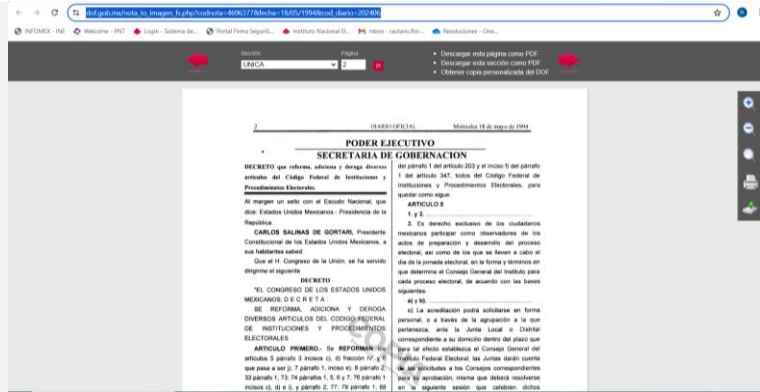 dof.gob.mx/nota_to_imagen_fs.php?codnota=4696377&fecha=18/05/1994&cod_diario=202406
INFOMEX - INE
Welcome - PNT
Login - Sistema de...
Portal Firma SeguriS...
Instituto Nacional D...
Resoluciones - One...
Sección
Página
UNICA
2
Descargar esta página como PDF
Descargar esta sección como PDF
Obtener copia personalizada del DOF
2
DIARIO OFICIAL
Miércoles 18 de mayo de 1994
PODER EJECUTIVO
SECRETARIA DE GOBERNACION
DECRETO que reforma, adiciona y deroga diversos
artículos del Código Federal de Instituciones y
Procedimientos Electorales.
Al margen un sello con el Escudo Nacional, que
dice: Estados Unidos Mexicanos.- Presidencia de la
República.
CARLOS SALINAS DE GORTARI, Presidente
Constitucional de los Estados Unidos Mexicanos, a
sus habitantes sabed:
Que el H. Congreso de la Unión, se ha servido
dirigirme el siguiente
DECRETO
"EL CONGRESO DE LOS ESTADOS UNIDOS
MEXICANOS, D E C R E T A :
SE REFORMA, ADICIONA Y DEROGA
DIVERSOS ARTICULOS DEL CODIGO FEDERAL
DE INSTITUCIONES Y PROCEDIMIENTOS
ELECTORALES
ARTICULO PRIMERO.- Se REFORMAN los
artículos 5 párrafo 3 incisos c), d) fracción IV, y f)
que pasa a ser j); 7 párrafo 1, inciso e); 8 párrafo 2;
33 párrafo 1; 73; 74 párrafos 1, 5, 6 y 7; 76 párrafo 1
incisos c), d) e i), y párrafo 2; 77; 79 párrafo 1; 88
del párrafo 1 del artículo 203 y el inciso f) del párrafo
1 del artículo 347, todos del Código Federal de
Instituciones y Procedimientos Electorales, para
quedar como sigue:
ARTICULO 5
1. y 2.
3. Es derecho exclusivo de los ciudadanos
mexicanos participar como observadores de los
actos de preparación y desarrollo del proceso
electoral, así como de los que se lleven a cabo el
día de la jornada electoral, en la forma y términos en
que determine el Consejo General del Instituto para
cada proceso electoral, de acuerdo con las bases
siguientes:
a) y b).
c) La acreditación podrá solicitarse en forma
personal, o a través de la agrupación a la que
pertenezca, ante la Junta Local o Distrital
correspondiente a su domicilio dentro del plazo que
para tal efecto establezca el Consejo General del
Instituto Federal Electoral, las Juntas darán cuenta
de las solicitudes a los Consejos correspondientes
para su aprobación, misma que deberá resolverse
en la siguiente sesión que celebren dichos
COPIA